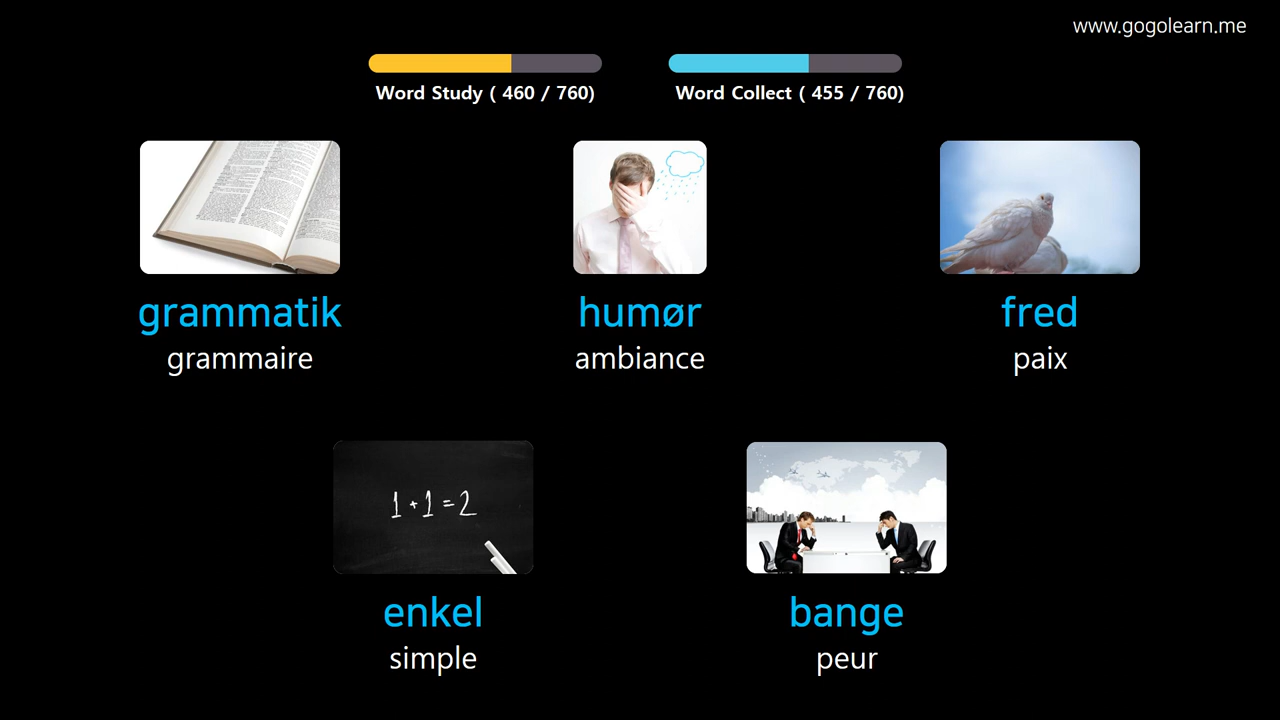 www.gogolearn.me
Word Study ( 460 / 760)
Word Collect ( 455 / 760)
grammatik
grammaire
humør
ambiance
fred
paix
1 + 1 = 2
enkel
simple
bange
peur